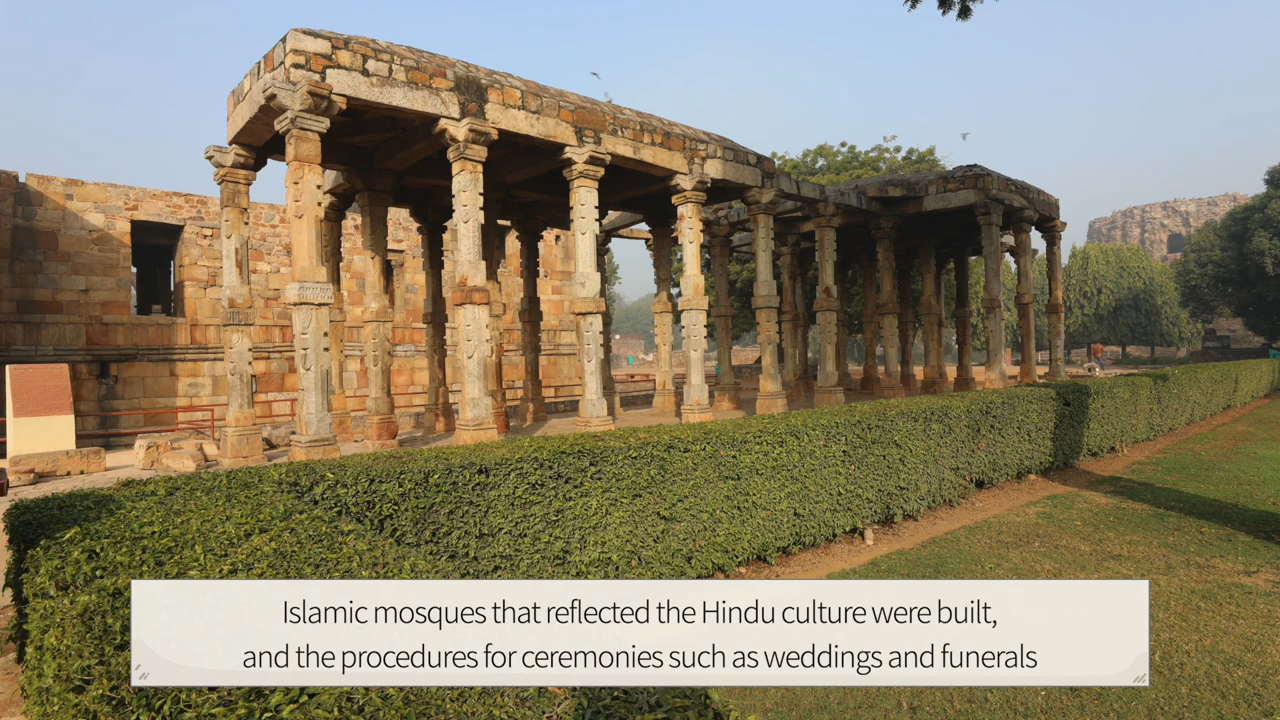 Islamic mosques that reflected the Hindu culture were built,
and the procedures for ceremonies such as weddings and funerals